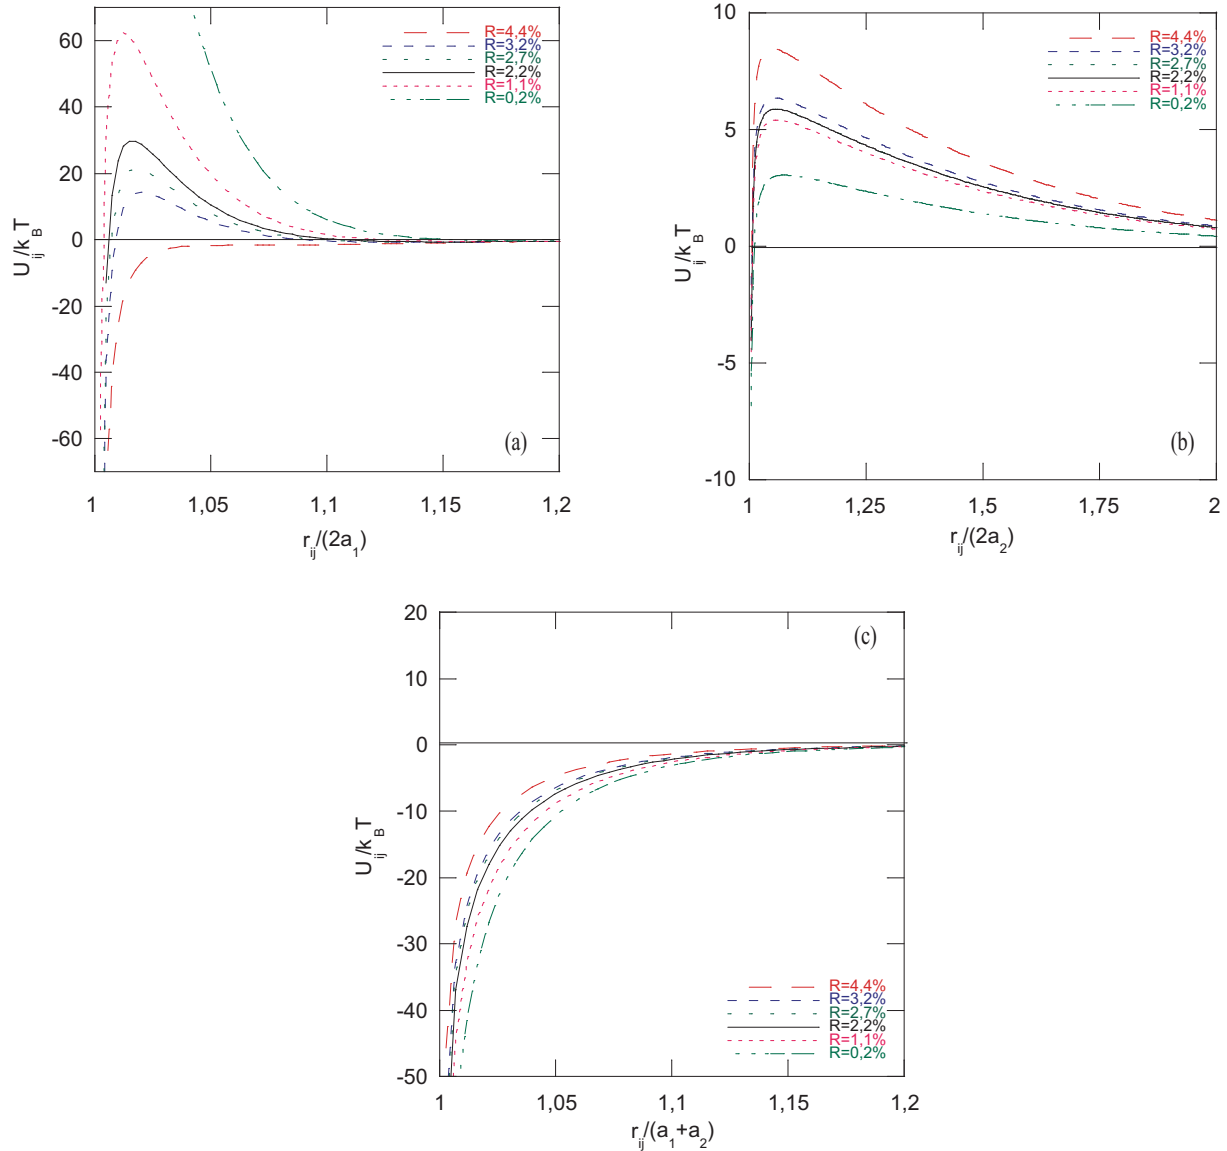 60
40
20
0
-20
-40
-60
U_ij/k_B T
R=4,4%
R=3,2%
R=2,7%
R=2,2%
R=1,1%
R=0,2%
(a)
1 1,05 1,1 1,15 1,2
r_ij/(2a_1)
10
5
0
-5
-10
U_ij/k_B T
R=4,4%
R=3,2%
R=2,7%
R=2,2%
R=1,1%
R=0,2%
(b)
1 1,25 1,5 1,75 2
r_ij/(2a_2)
20
10
0
-10
-20
-30
-40
-50
U_ij/k_B T
(c)
R=4,4%
R=3,2%
R=2,7%
R=2,2%
R=1,1%
R=0,2%
1 1,05 1,1 1,15 1,2
r_ij/(a_1+a_2)